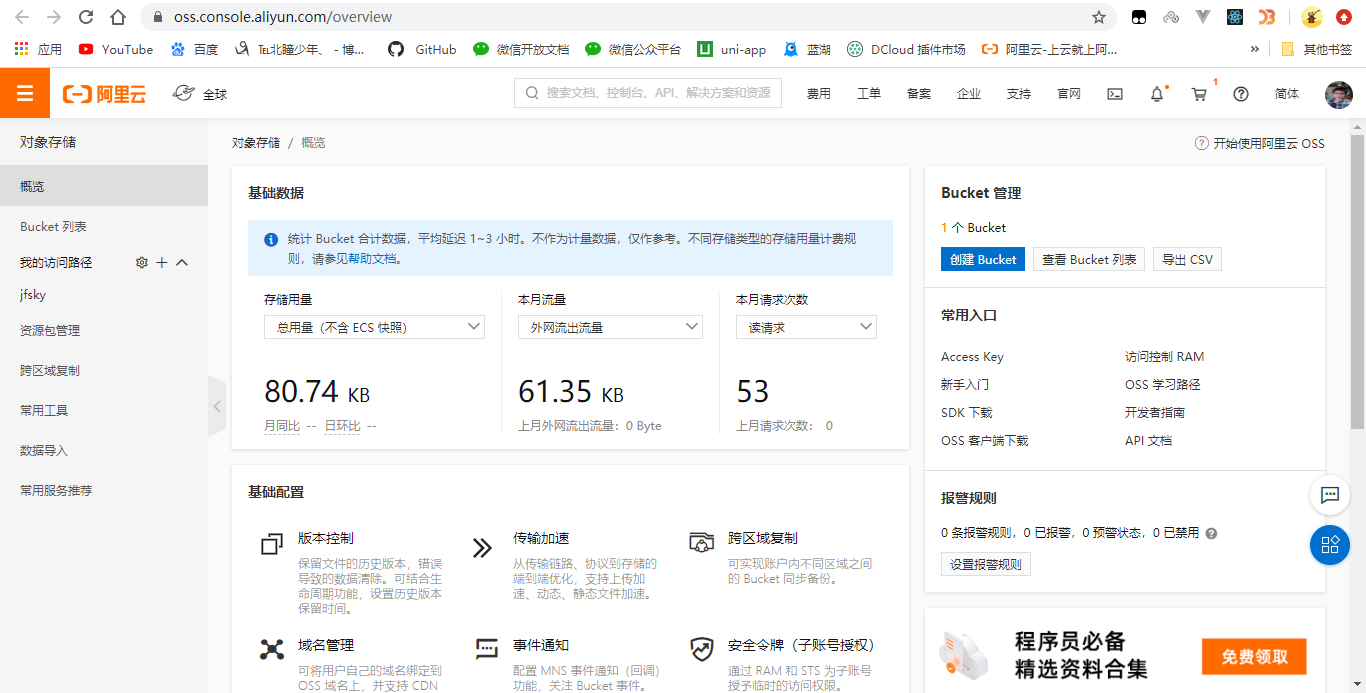 oss.console.aliyun.com/overview
应用
YouTube
百度
Tu北瞳少年、 - 博...
GitHub
微信开放文档
微信公众平台
uni-app
蓝湖
DCloud 插件市场
阿里云-上云就上阿...
»
其他书签
阿里云
全球
搜索文档、控制台、API、解决方案和资源
费用
工单
备案
企业
支持
官网
1
简体
对象存储
概览
Bucket 列表
我的访问路径
jfsky
资源包管理
跨区域复制
常用工具
数据导入
常用服务推荐
对象存储 / 概览
开始使用阿里云 OSS
基础数据
统计 Bucket 合计数据，平均延迟 1~3 小时。不作为计量数据，仅作参考。不同存储类型的存储用量计费规
则，请参见帮助文档。
存储用量
总用量（不含 ECS 快照）
80.74 KB
月同比 -- 日环比 --
本月流量
外网流出流量
61.35 KB
上月外网流出流量：0 Byte
本月请求次数
读请求
53
上月请求次数： 0
基础配置
版本控制
保留文件的历史版本，错误
导致的数据清除。可结合生
命周期功能，设置历史版本
保留时间。
传输加速
从传输链路、协议到存储的
端到端优化，支持上传加
速、动态、静态文件加速。
跨区域复制
可实现账户内不同区域之间
的 Bucket 同步备份。
域名管理
可将用户自己的域名绑定到
OSS 域名上，并支持 CDN
事件通知
配置 MNS 事件通知（回调）
功能，关注 Bucket 事件。
安全令牌（子账号授权）
通过 RAM 和 STS 为子账号
授予临时的访问权限。
Bucket 管理
1 个 Bucket
创建 Bucket
查看 Bucket 列表
导出 CSV
常用入口
Access Key
访问控制 RAM
新手入门
OSS 学习路径
SDK 下载
开发者指南
OSS 客户端下载
API 文档
报警规则
0 条报警规则，0 已报警，0 预警状态，0 已禁用
设置报警规则
程序员必备
精选资料合集
免费领取